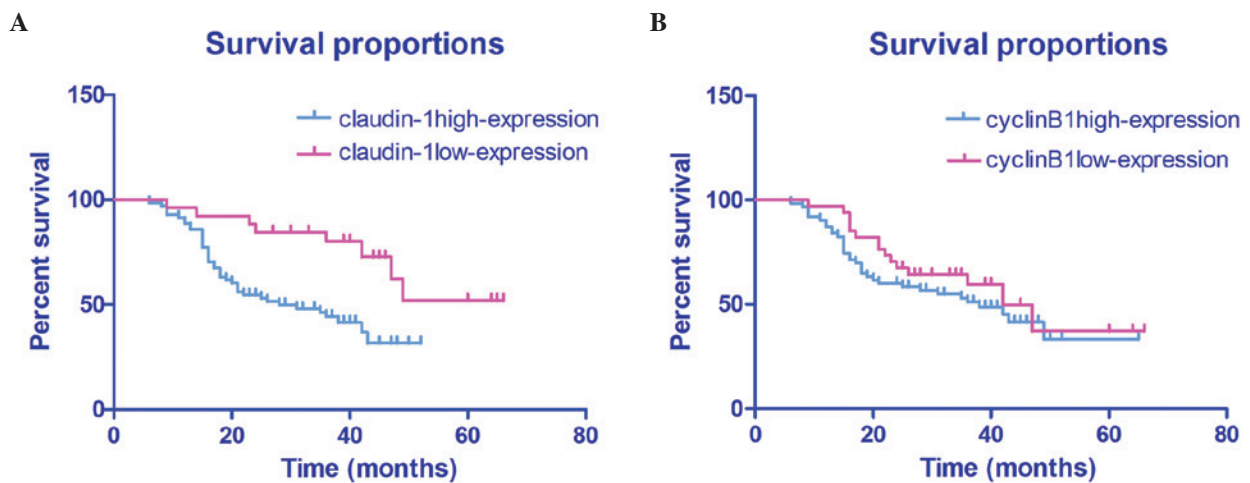 A
Survival proportions
150
100
50
0
Percent survival
claudin-1high-expression
claudin-1low-expression
0 20 40 60 80
Time (months)
B
Survival proportions
150
100
50
0
Percent survival
cyclinB1high-expression
cyclinB1low-expression
0 20 40 60 80
Time (months)